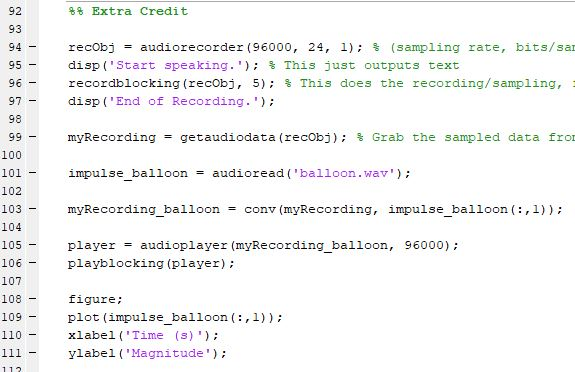 92 %% Extra Credit
93
94 - recObj = audiorecorder(96000, 24, 1); % (sampling rate, bits/
95 - disp('Start speaking.'); % This just outputs text
96 - recordblocking(recObj, 5); % This does the recording/sampling,
97 - disp('End of Recording.');
98
99 - myRecording = getaudiodata(recObj); % Grab the sampled data from
100
101 - impulse_balloon = audioread('balloon.wav');
102
103 - myRecording_balloon = conv(myRecording, impulse_balloon(:,1));
104
105 - player = audioplayer(myRecording_balloon, 96000);
106 - playblocking(player);
107
108 - figure;
109 - plot(impulse_balloon(:,1));
110 - xlabel('Time (s)');
111 - ylabel('Magnitude');
112